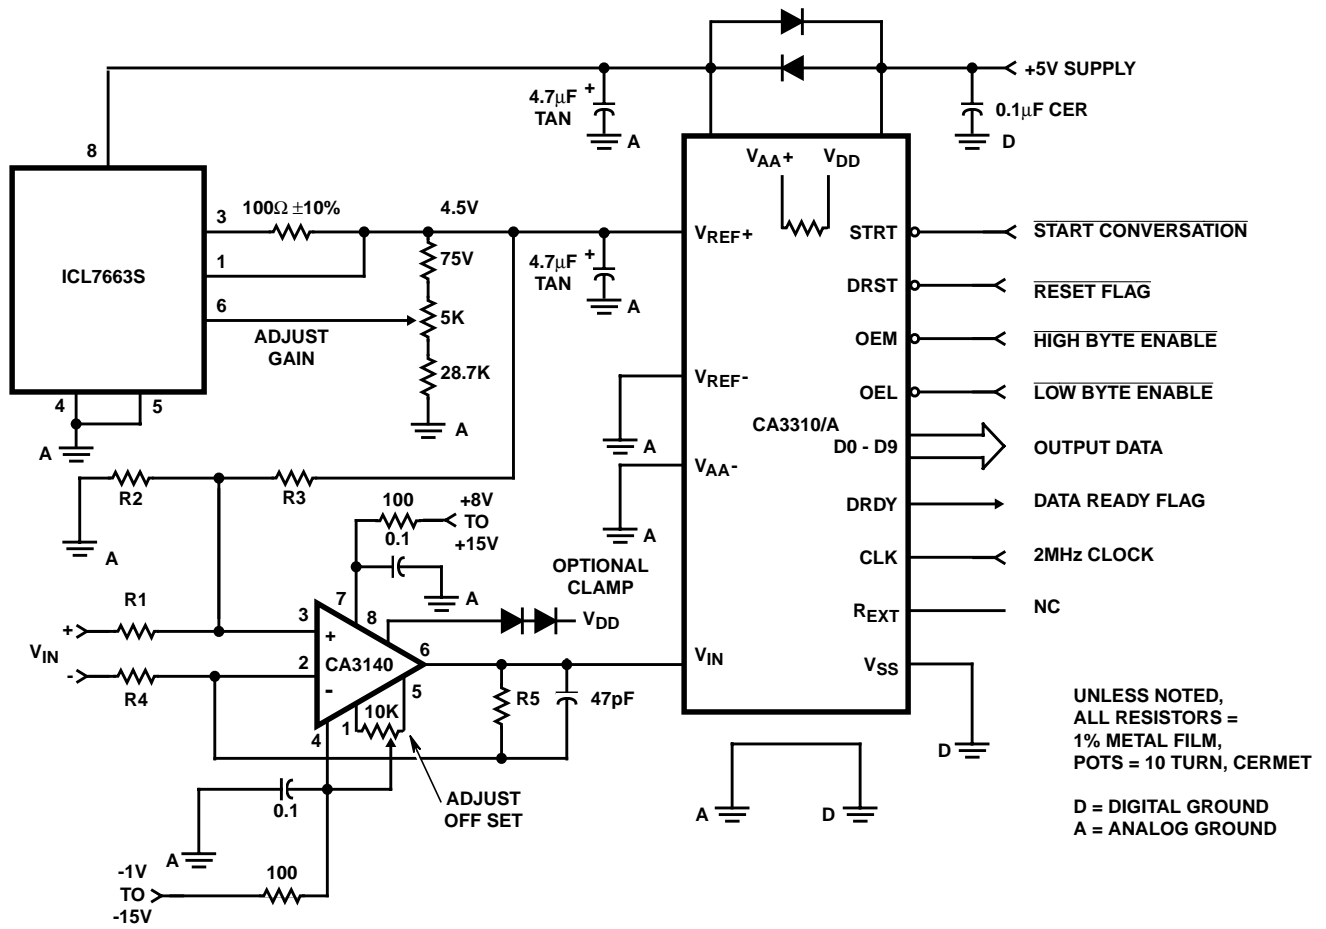 +5V SUPPLY
4.7μF
TAN
+
A
0.1μF CER
D
8
VAA+
VDD
3
100Ω ±10%
4.5V
VREF+
STRT
START CONVERSATION
ICL7663S
1
75V
4.7μF
TAN
+
A
DRST
RESET FLAG
6
ADJUST
GAIN
5K
OEM
HIGH BYTE ENABLE
28.7K
VREF-
OEL
LOW BYTE ENABLE
4
5
A
A
A
CA3310/A
D0 - D9
OUTPUT DATA
VAA-
R2
R3
A
100
+8V
TO
+15V
A
DRDY
DATA READY FLAG
0.1
A
CLK
2MHz CLOCK
OPTIONAL
CLAMP
REXT
NC
VDD
R1
+
VIN
-
R4
3
2
7
8
+
-
CA3140
6
5
4
1
10K
R5
47pF
VIN
VSS
D
ADJUST
OFF SET
0.1
A
-1V
TO
-15V
100
A
D
UNLESS NOTED,
ALL RESISTORS =
1% METAL FILM,
POTS = 10 TURN, CERMET
D = DIGITAL GROUND
A = ANALOG GROUND